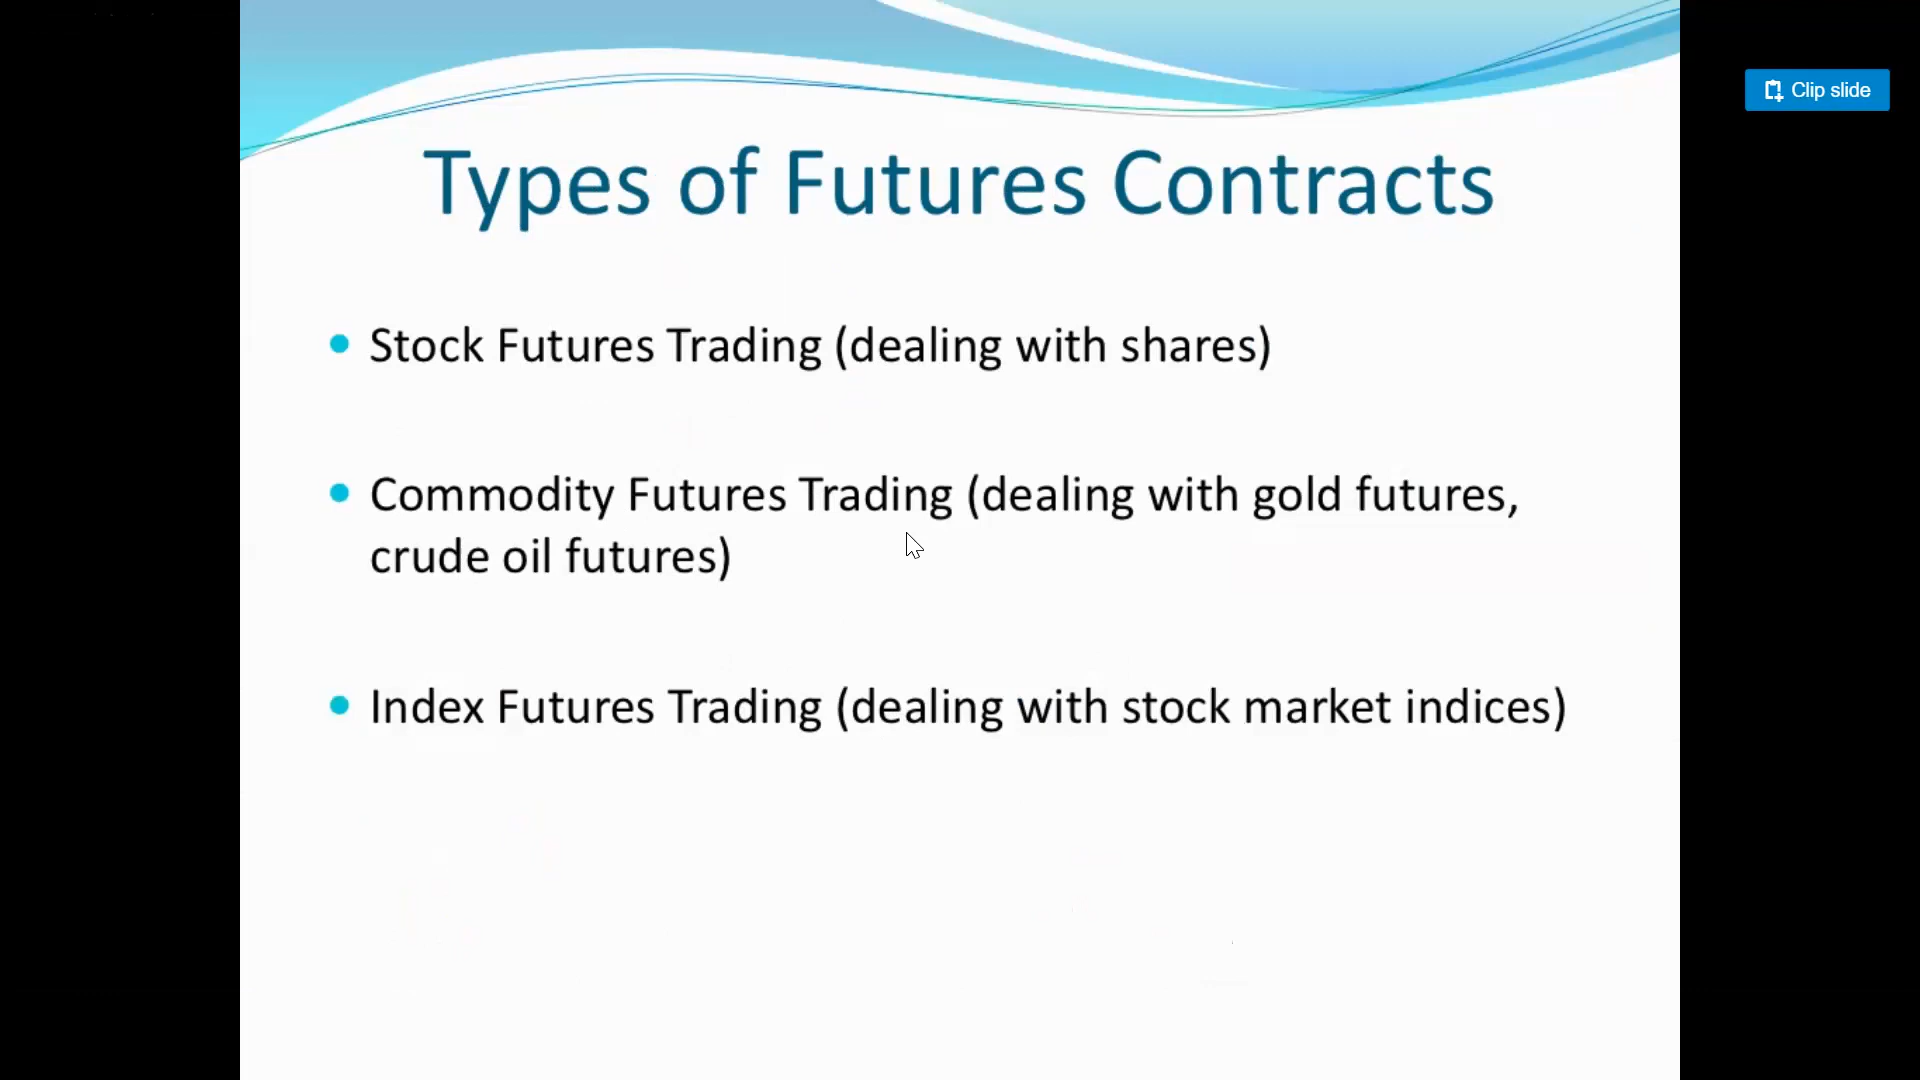 Clip slide
Types of Futures Contracts
• Stock Futures Trading (dealing with shares)
• Commodity Futures Trading (dealing with gold futures,
crude oil futures)
• Index Futures Trading (dealing with stock market indices)